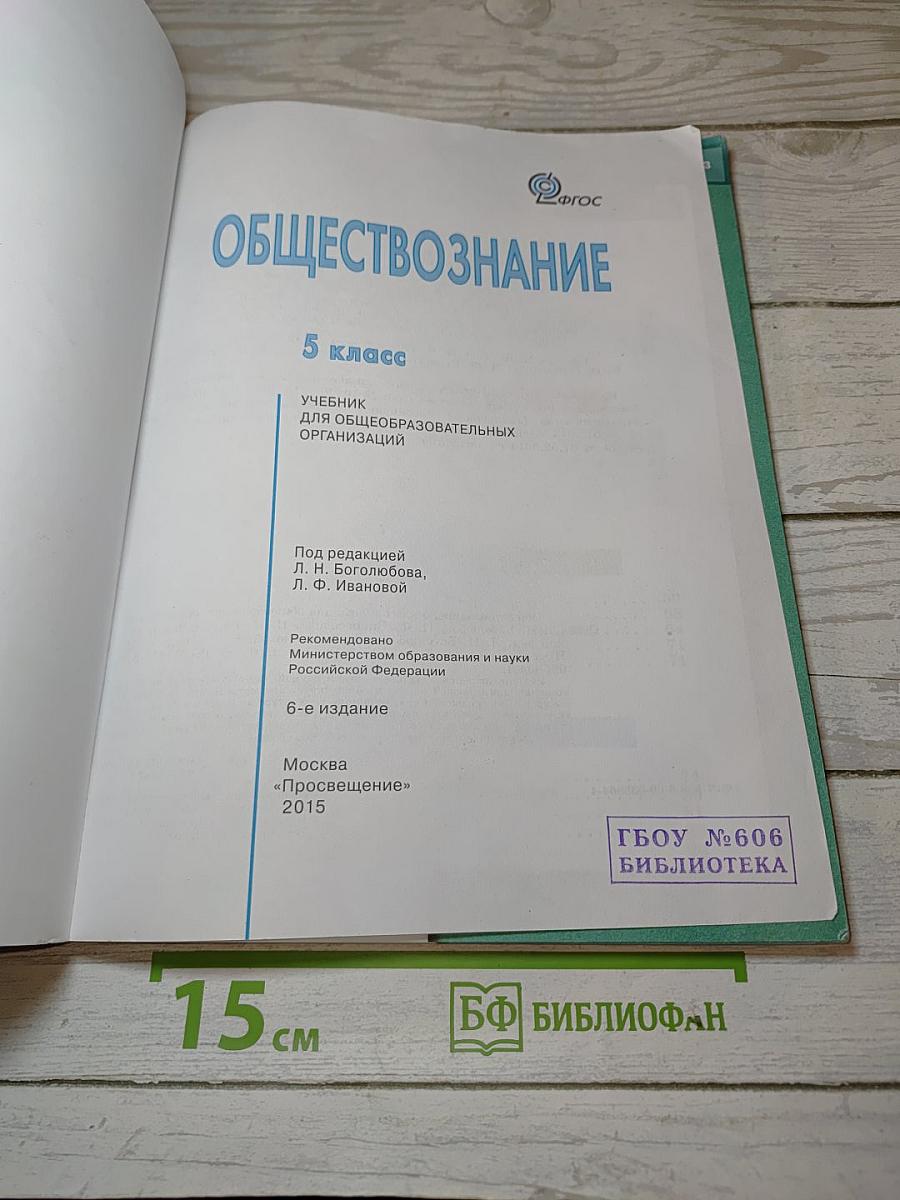 ФГОС
ОБЩЕСТВОЗНАНИЕ
5 класс
УЧЕБНИК
ДЛЯ ОБЩЕОБРАЗОВАТЕЛЬНЫХ
ОРГАНИЗАЦИЙ
Под редакцией
Л. Н. Боголюбова,
Л. Ф. Ивановой
Рекомендовано
Министерством образования и науки
Российской Федерации
6-е издание
Москва
«Просвещение»
2015
ГБОУ №606
БИБЛИОТЕКА
15 см
БФ БИБЛИОФАН